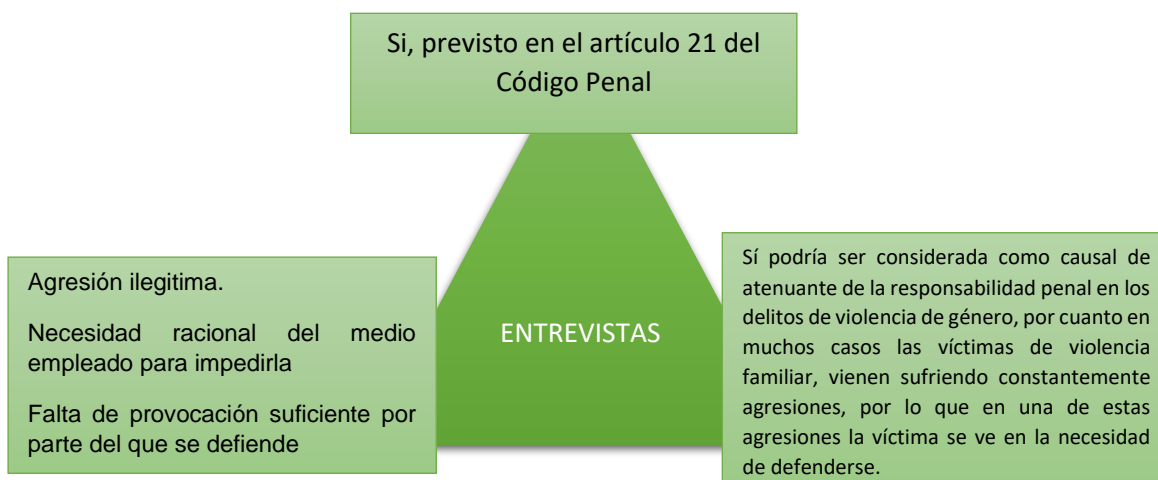 Si, previsto en el artículo 21 del
Código Penal
Agresión ilegitima.
Necesidad racional del medio
empleado para impedirla
Falta de provocación suficiente por
parte del que se defiende
ENTREVISTAS
Sí podría ser considerada como causal de
atenuante de la responsabilidad penal en los
delitos de violencia de género, por cuanto en
muchos casos las víctimas de violencia
familiar, vienen sufriendo constantemente
agresiones, por lo que en una de estas
agresiones la víctima se ve en la necesidad
de defenderse.